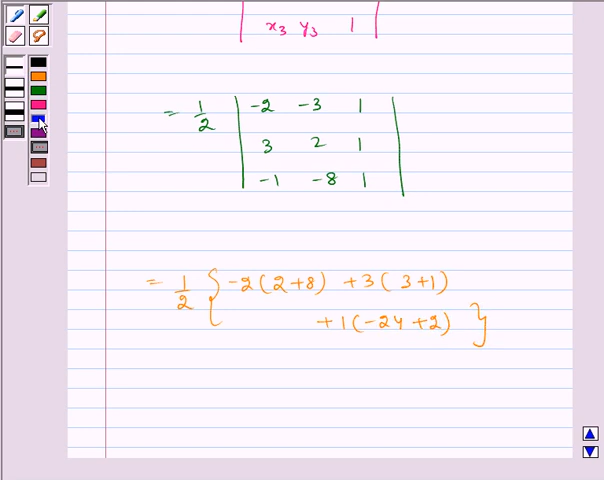 | x₃ y₃ 1 |
= 1/2 | -2 -3 1 |
| 3 2 1 |
| -1 -8 1 |
= 1/2 { -2(2+8) +3(3+1)
+1(-24+2) }